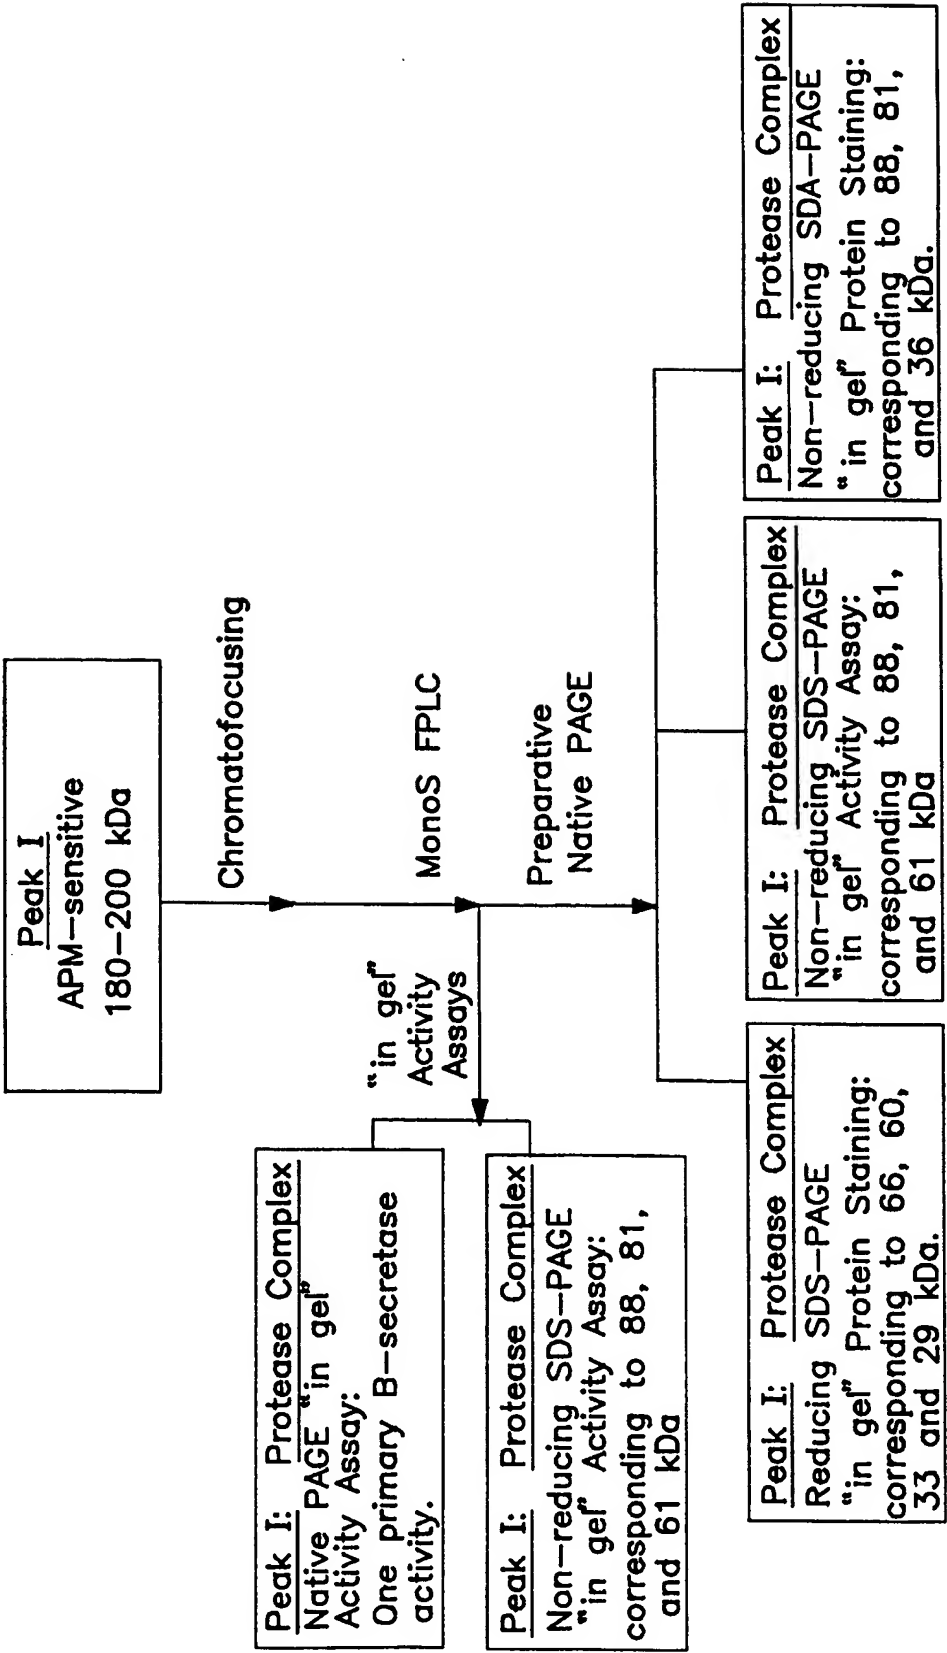 Peak I
APM-sensitive
180-200 kDa
Chromatofocusing
"in gel"
Activity
Assays
MonoS FPLC
Preparative
Native PAGE
Peak I: Protease Complex
Native PAGE "in gel"
Activity Assay:
One primary B-secretase
activity.
Peak I: Protease Complex
Non-reducing SDS-PAGE
"in gel" Activity Assay:
corresponding to 88, 81,
and 61 kDa
Peak I: Protease Complex
Reducing SDS-PAGE
"in gel" Protein Staining:
corresponding to 66, 60,
33 and 29 kDa.
Peak I: Protease Complex
Non-reducing SDS-PAGE
"in gel" Activity Assay:
corresponding to 88, 81,
and 61 kDa
Peak I: Protease Complex
Non-reducing SDA-PAGE
"in gel" Protein Staining:
corresponding to 88, 81,
and 36 kDa.